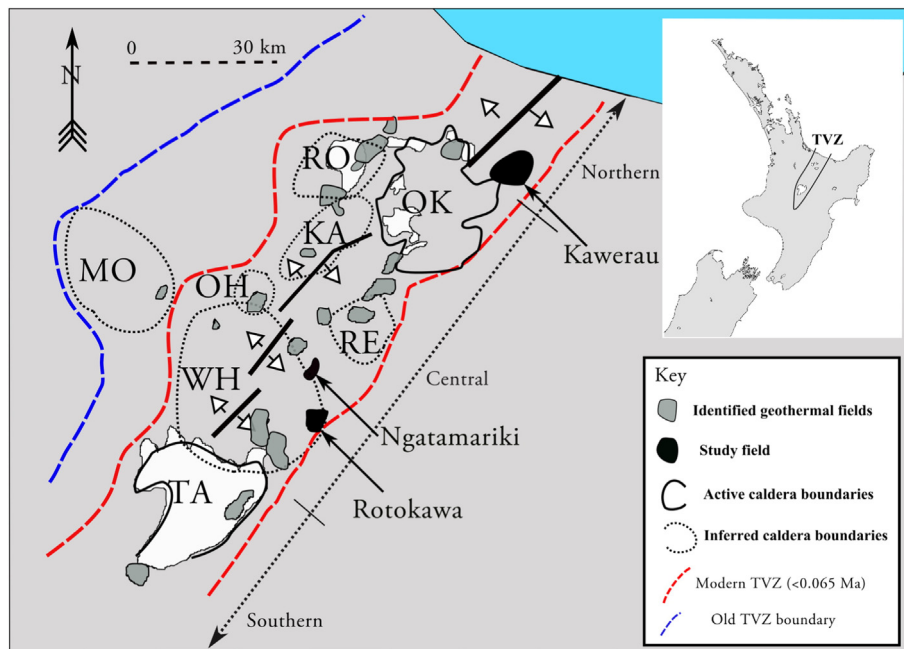 N
0 30 km
TVZ
RO
OK
Northern
KA
Kawerau
MO
OH
RE
WH
Central
Ngatamariki
TA
Rotokawa
Southern
Key
Identified geothermal fields
Study field
Active caldera boundaries
Inferred caldera boundaries
Modern TVZ (<0.065 Ma)
Old TVZ boundary